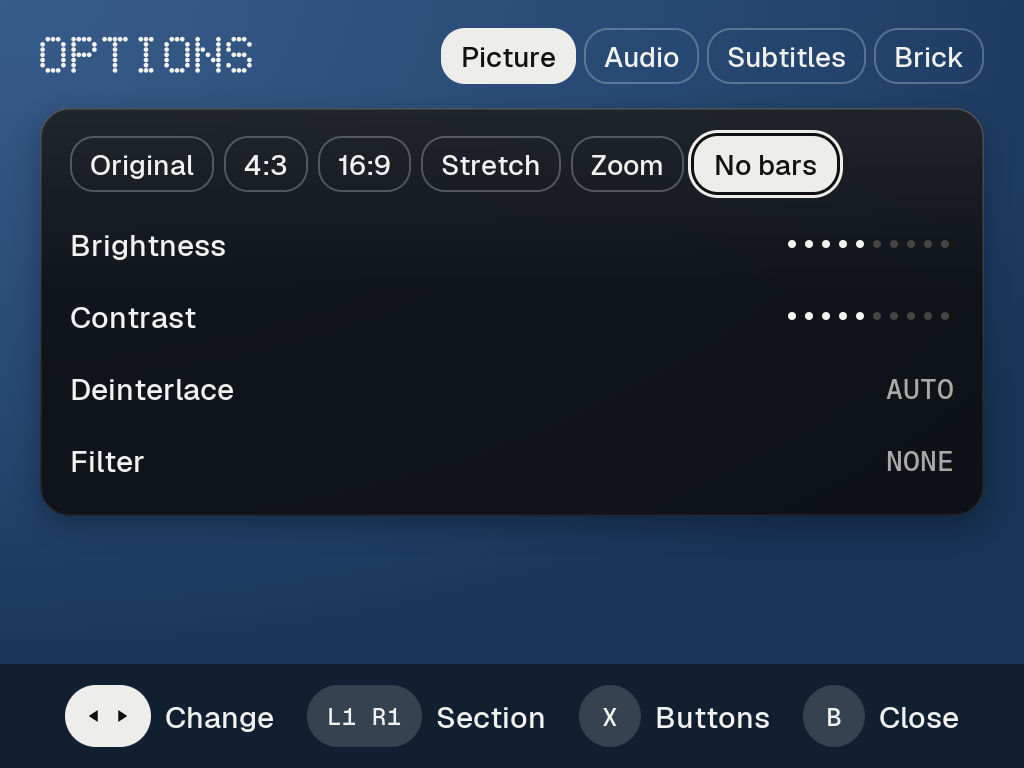 OPTIONS Picture Audio Subtitles Brick
Original 4:3 16:9 Stretch Zoom No bars
Brightness
Contrast
Deinterlace AUTO
Filter NONE
Change L1 R1 Section X Buttons B Close